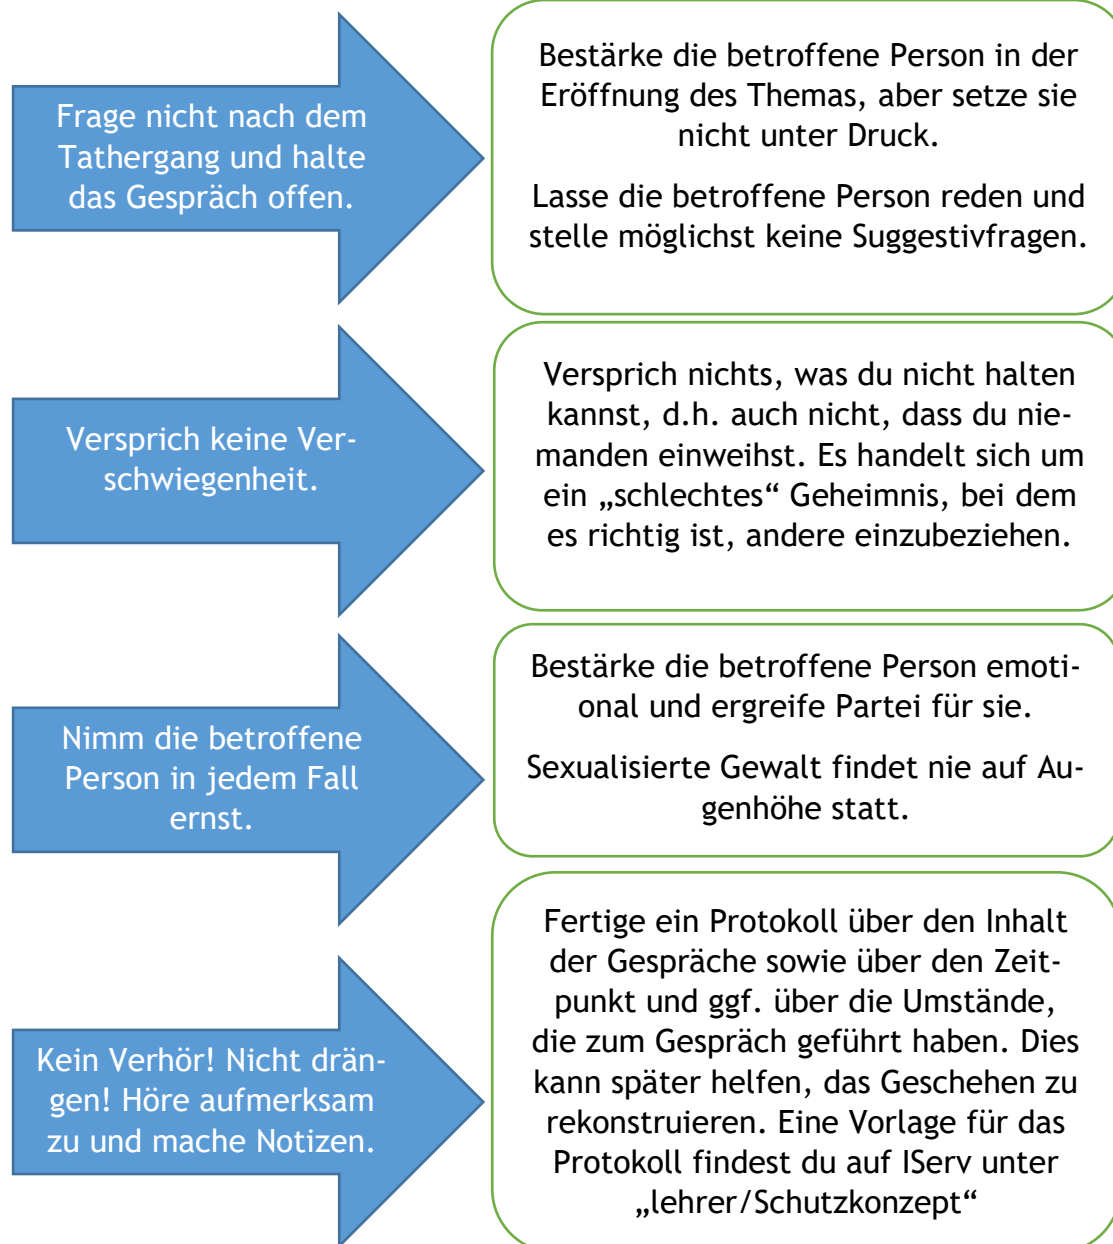 Frage nicht nach dem
Tathergang und halte
das Gespräch offen.
Bestärke die betroffene Person in der
Eröffnung des Themas, aber setze sie
nicht unter Druck.
Lasse die betroffene Person reden und
stelle möglichst keine Suggestivfragen.
Versprich keine Ver-
schwiegenheit.
Versprich nichts, was du nicht halten
kannst, d.h. auch nicht, dass du nie-
manden einweihst. Es handelt sich um
ein „schlechtes“ Geheimnis, bei dem
es richtig ist, andere einzubeziehen.
Nimm die betroffene
Person in jedem Fall
ernst.
Bestärke die betroffene Person emoti-
onal und ergreife Partei für sie.
Sexualisierte Gewalt findet nie auf Au-
genhöhe statt.
Kein Verhör! Nicht drän-
gen! Höre aufmerksam
zu und mache Notizen.
Fertige ein Protokoll über den Inhalt
der Gespräche sowie über den Zeit-
punkt und ggf. über die Umstände,
die zum Gespräch geführt haben. Dies
kann später helfen, das Geschehen zu
rekonstruieren. Eine Vorlage für das
Protokoll findest du auf IServ unter
„lehrer/Schutzkonzept“